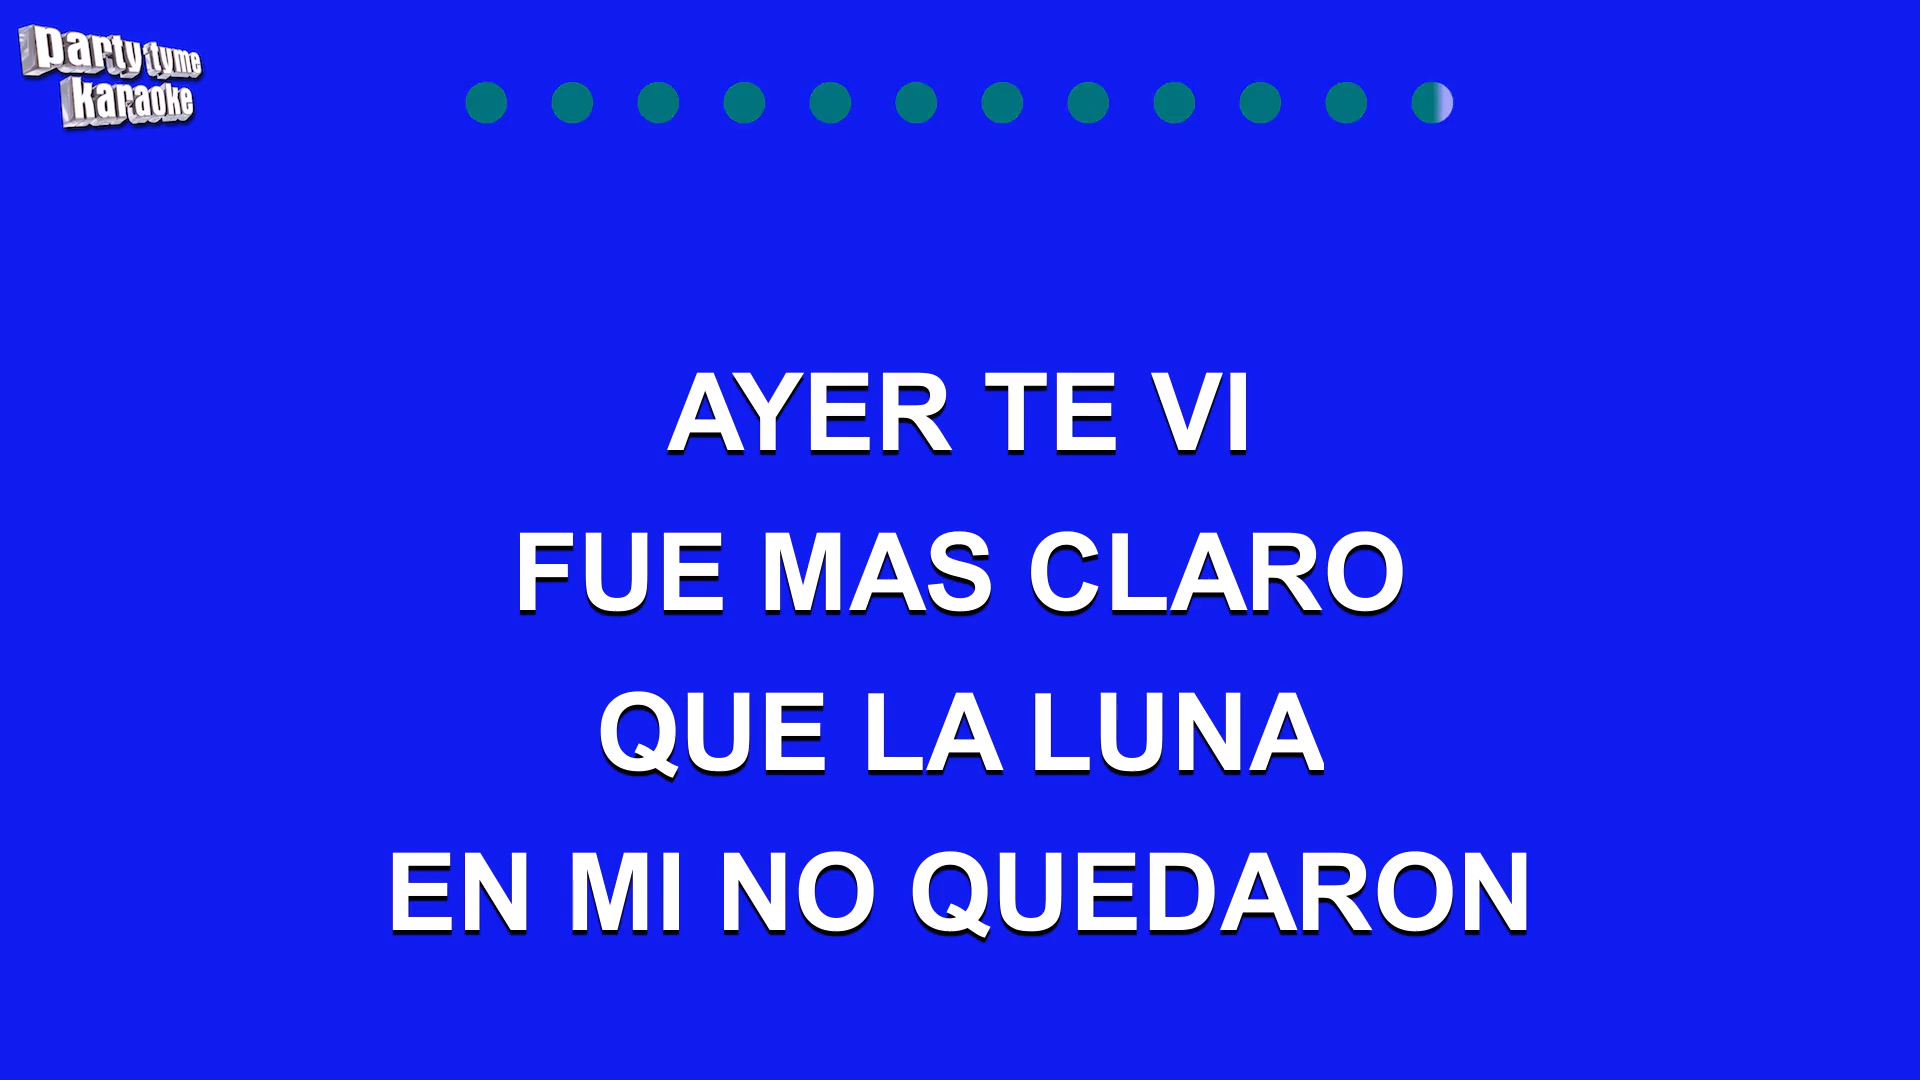 party tyme
karaoke
AYER TE VI
FUE MAS CLARO
QUE LA LUNA
EN MI NO QUEDARON